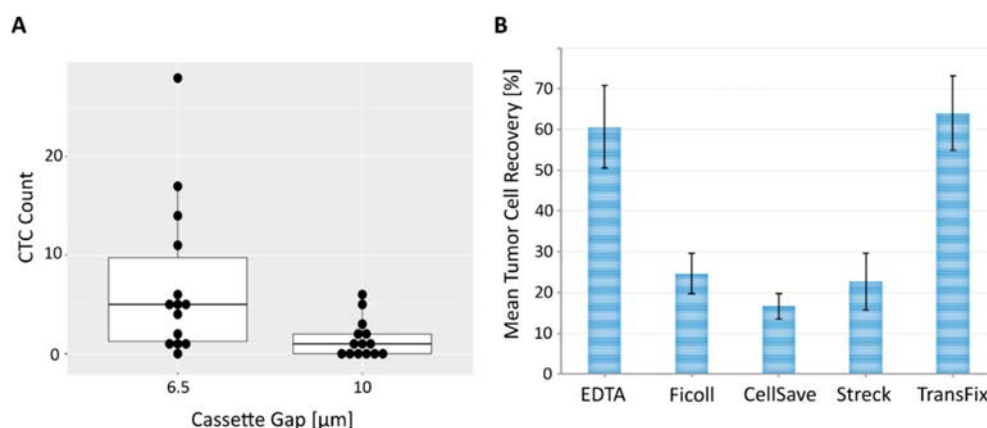 A
CTC Count
20
10
0
6.5
10
Cassette Gap [µm]
B
Mean Tumor Cell Recovery [%]
70
60
50
40
30
20
10
0
EDTA
Ficoll
CellSave
Streck
TransFix